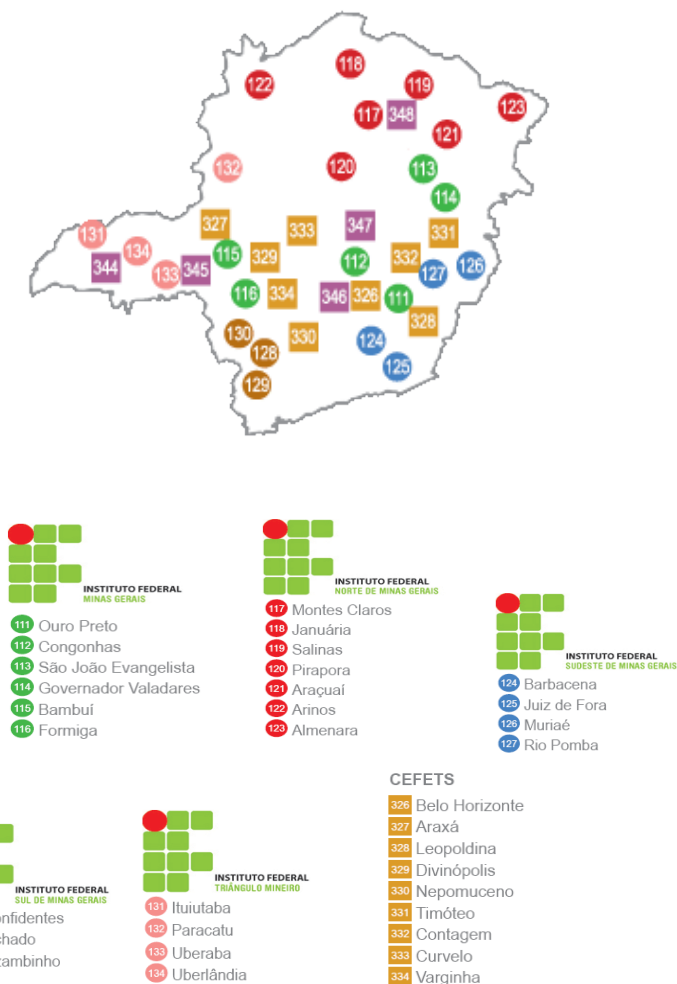 118
122
119
123
117 348
121
132
120
113
114
327
347
131
333
331
134
115
329
112
332
126
344
133 345
127
116
334
346 326
111
328
130
330
124
128
125
129
INSTITUTO FEDERAL
MINAS GERAIS
111 Ouro Preto
112 Congonhas
113 São João Evangelista
114 Governador Valadares
115 Bambuí
116 Formiga
INSTITUTO FEDERAL
NORTE DE MINAS GERAIS
117 Montes Claros
118 Januária
119 Salinas
120 Pirapora
121 Araçuaí
122 Arinos
123 Almenara
INSTITUTO FEDERAL
SUDESTE DE MINAS GERAIS
124 Barbacena
125 Juiz de Fora
126 Muriaé
127 Rio Pomba
INSTITUTO FEDERAL
SUL DE MINAS GERAIS
onfidentes
chado
zambinho
INSTITUTO FEDERAL
TRIÂNGULO MINEIRO
131 Ituiutaba
132 Paracatu
133 Uberaba
134 Uberlândia
CEFETS
326 Belo Horizonte
327 Araxá
328 Leopoldina
329 Divinópolis
330 Nepomuceno
331 Timóteo
332 Contagem
333 Curvelo
334 Varginha